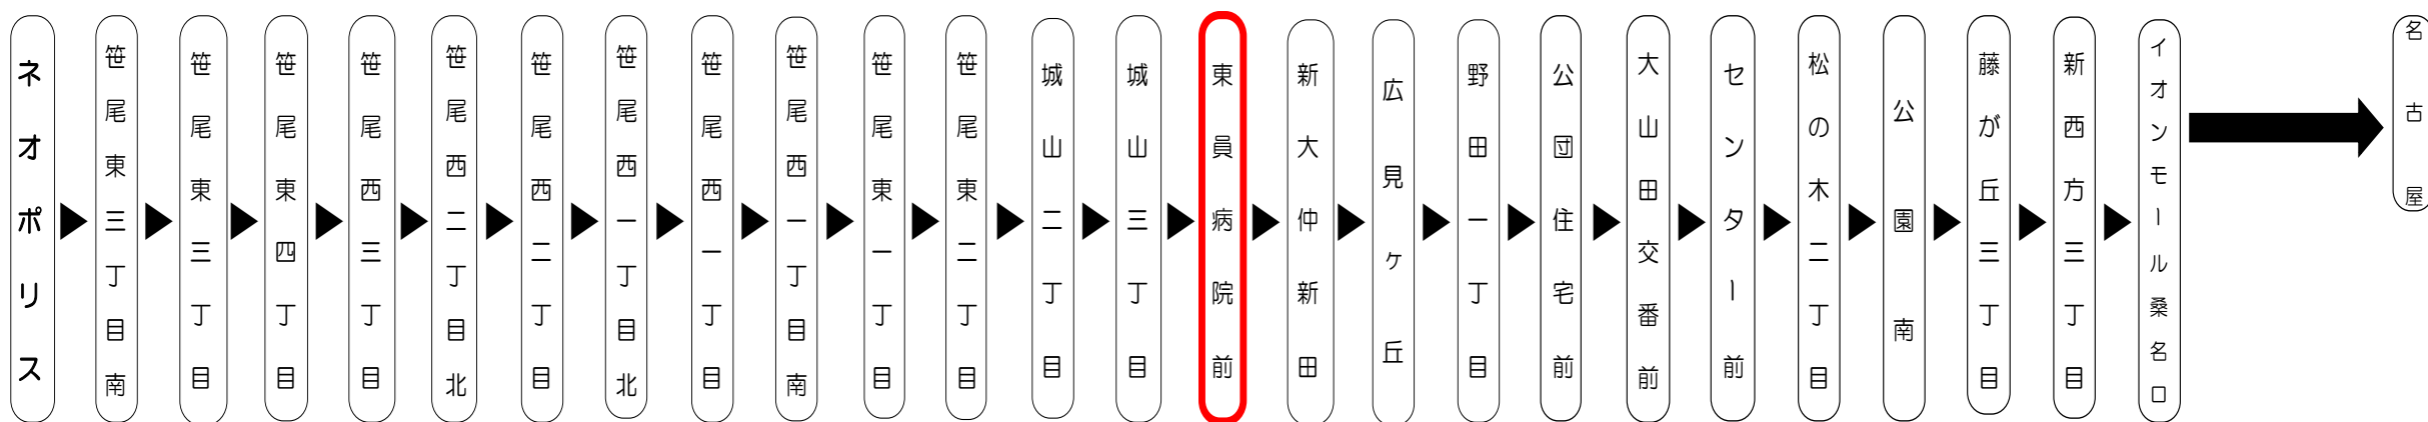 ネオポリス
笹尾東三丁目南
笹尾東三丁目
笹尾東四丁目
笹尾西三丁目
笹尾西二丁目北
笹尾西二丁目
笹尾西一丁目北
笹尾西一丁目
笹尾西一丁目南
笹尾東一丁目
笹尾東二丁目
城山二丁目
城山三丁目
東員病院前
新大仲新田
広見ヶ丘
野田一丁目
公団住宅前
大山田交番前
センター前
松の木二丁目
公園南
藤が丘三丁目
新西方三丁目
イオンモール桑名口
名古屋